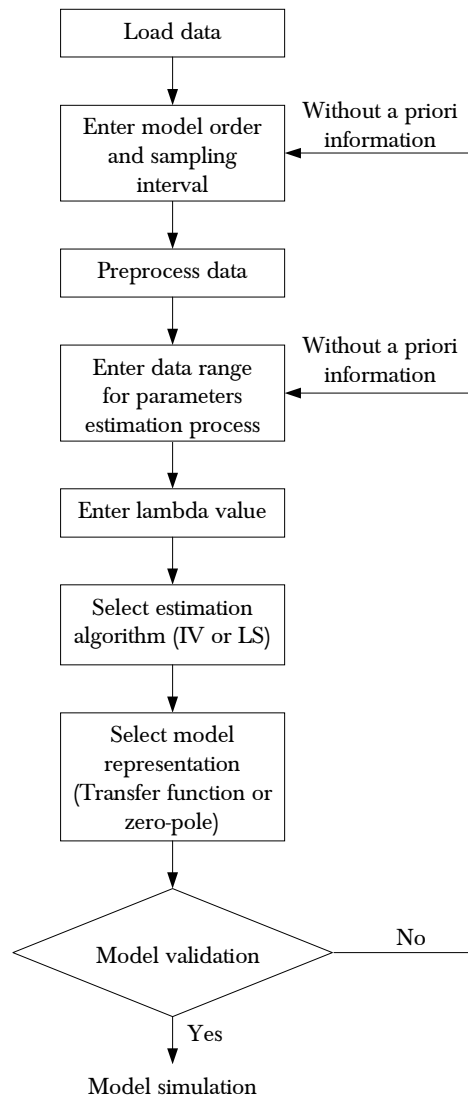 Load data
Enter model order
and sampling
interval
Without a priori
information
Preprocess data
Enter data range
for parameters
estimation process
Without a priori
information
Enter lambda value
Select estimation
algorithm (IV or LS)
Select model
representation
(Transfer function or
zero-pole)
Model validation
No
Yes
Model simulation